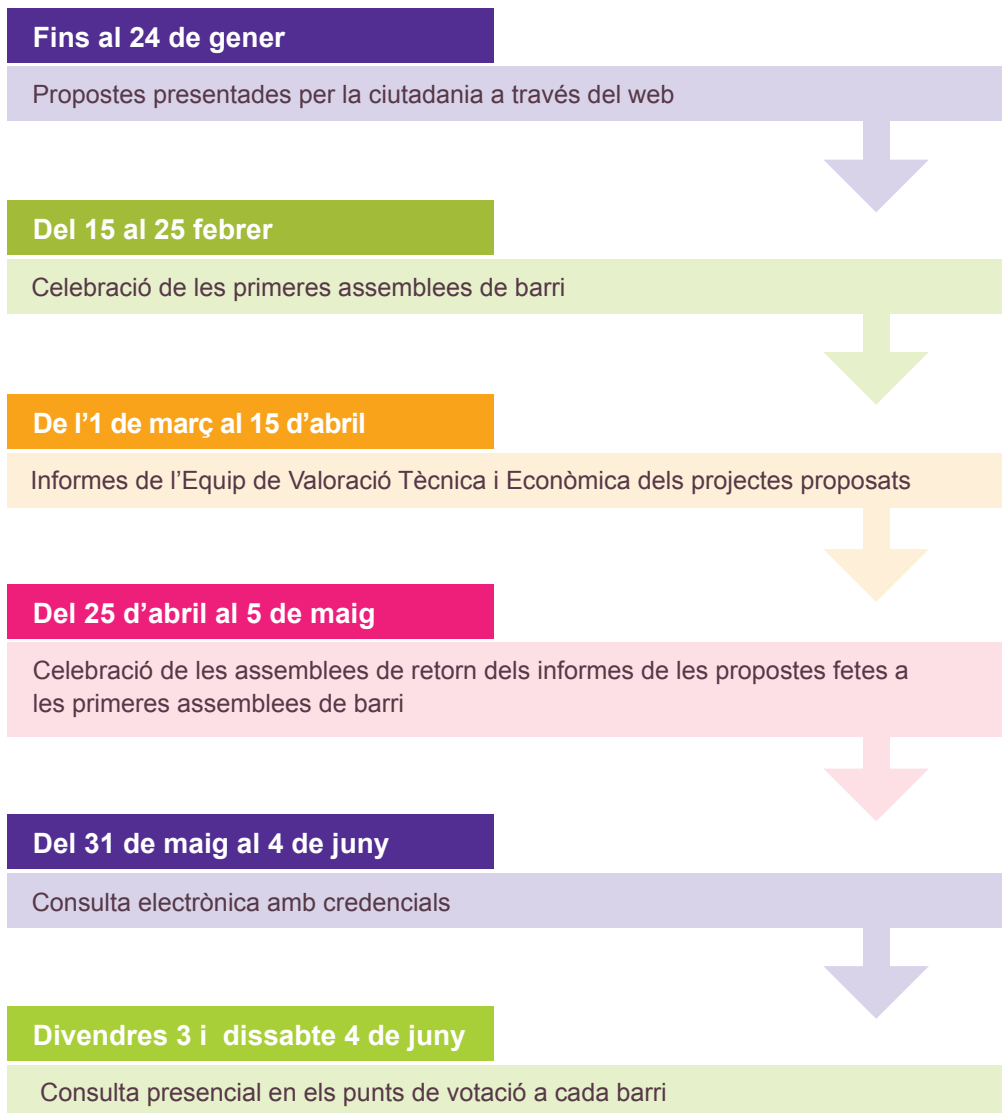 Fins al 24 de gener
Propostes presentades per la ciutadania a través del web
Del 15 al 25 febrer
Celebració de les primeres assemblees de barri
De l’1 de març al 15 d’abril
Informes de l’Equip de Valoració Tècnica i Econòmica dels projectes proposats
Del 25 d’abril al 5 de maig
Celebració de les assemblees de retorn dels informes de les propostes fetes a
les primeres assemblees de barri
Del 31 de maig al 4 de juny
Consulta electrònica amb credencials
Divendres 3 i  dissabte 4 de juny
Consulta presencial en els punts de votació a cada barri